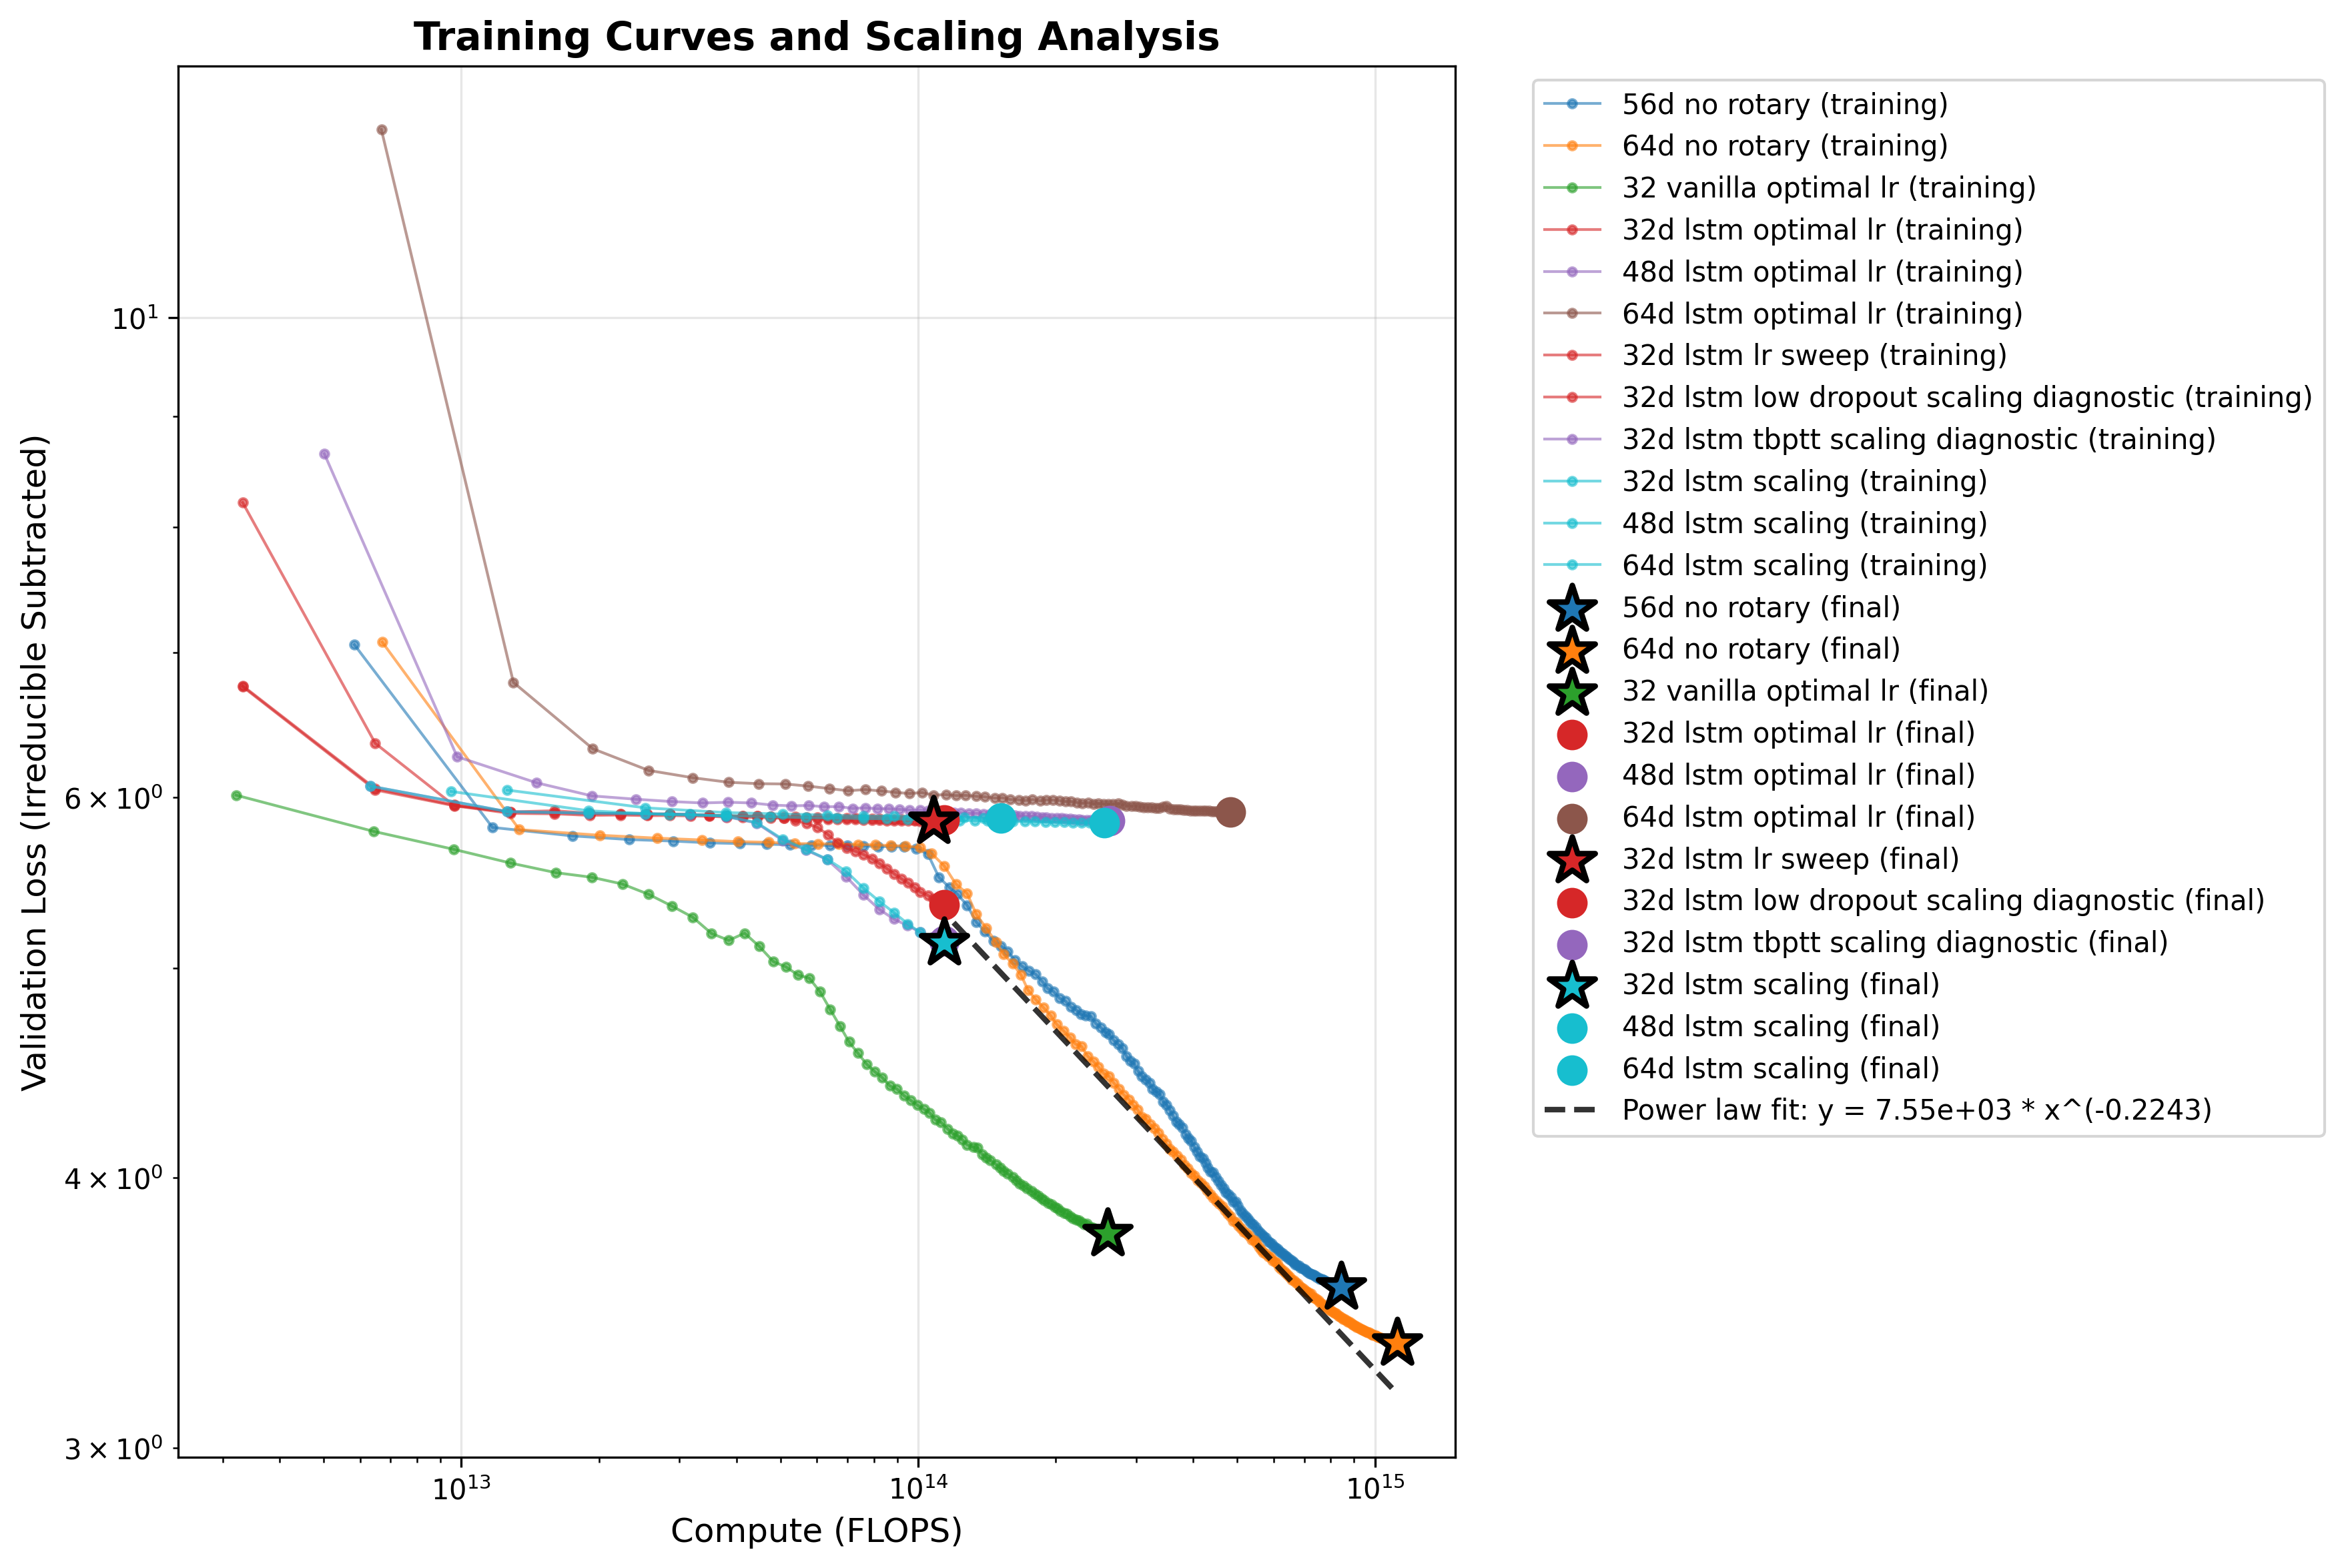 Training Curves and Scaling Analysis
Validation Loss (Irreducible Subtracted)
10¹
6 × 10⁰
4 × 10⁰
3 × 10⁰
10¹³
10¹⁴
10¹⁵
Compute (FLOPS)
56d no rotary (training)
64d no rotary (training)
32 vanilla optimal lr (training)
32d lstm optimal lr (training)
48d lstm optimal lr (training)
64d lstm optimal lr (training)
32d lstm lr sweep (training)
32d lstm low dropout scaling diagnostic (training)
32d lstm tbptt scaling diagnostic (training)
32d lstm scaling (training)
48d lstm scaling (training)
64d lstm scaling (training)
56d no rotary (final)
64d no rotary (final)
32 vanilla optimal lr (final)
32d lstm optimal lr (final)
48d lstm optimal lr (final)
64d lstm optimal lr (final)
32d lstm lr sweep (final)
32d lstm low dropout scaling diagnostic (final)
32d lstm tbptt scaling diagnostic (final)
32d lstm scaling (final)
48d lstm scaling (final)
64d lstm scaling (final)
Power law fit: y = 7.55e+03 * x^(-0.2243)